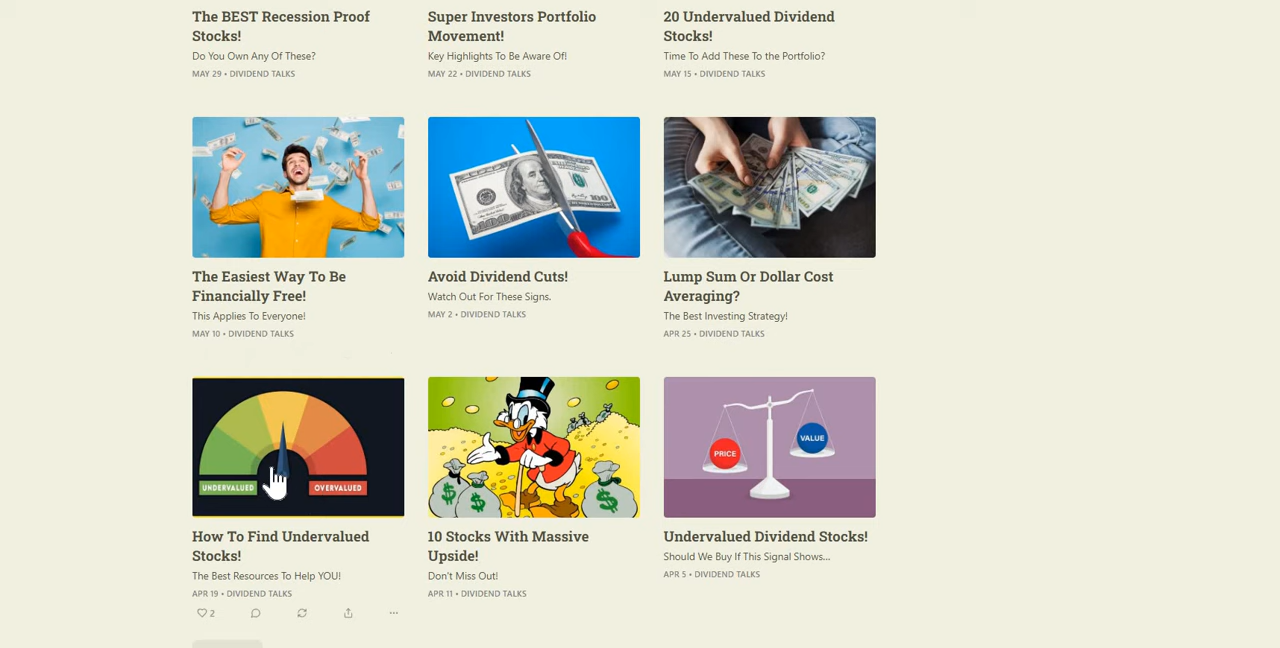 The BEST Recession Proof
Stocks!
Do You Own Any Of These?
MAY 29 • DIVIDEND TALKS
Super Investors Portfolio
Movement!
Key Highlights To Be Aware Of!
MAY 22 • DIVIDEND TALKS
20 Undervalued Dividend
Stocks!
Time To Add These To the Portfolio?
MAY 15 • DIVIDEND TALKS
The Easiest Way To Be
Financially Free!
This Applies To Everyone!
MAY 10 • DIVIDEND TALKS
100
Avoid Dividend Cuts!
Watch Out For These Signs.
MAY 2 • DIVIDEND TALKS
Lump Sum Or Dollar Cost
Averaging?
The Best Investing Strategy!
APR 25 • DIVIDEND TALKS
UNDERVALUED
OVERVALUED
How To Find Undervalued
Stocks!
The Best Resources To Help YOU!
APR 19 • DIVIDEND TALKS
2
$
$
$
10 Stocks With Massive
Upside!
Don't Miss Out!
APR 11 • DIVIDEND TALKS
PRICE
VALUE
Undervalued Dividend Stocks!
Should We Buy If This Signal Shows...
APR 5 • DIVIDEND TALKS